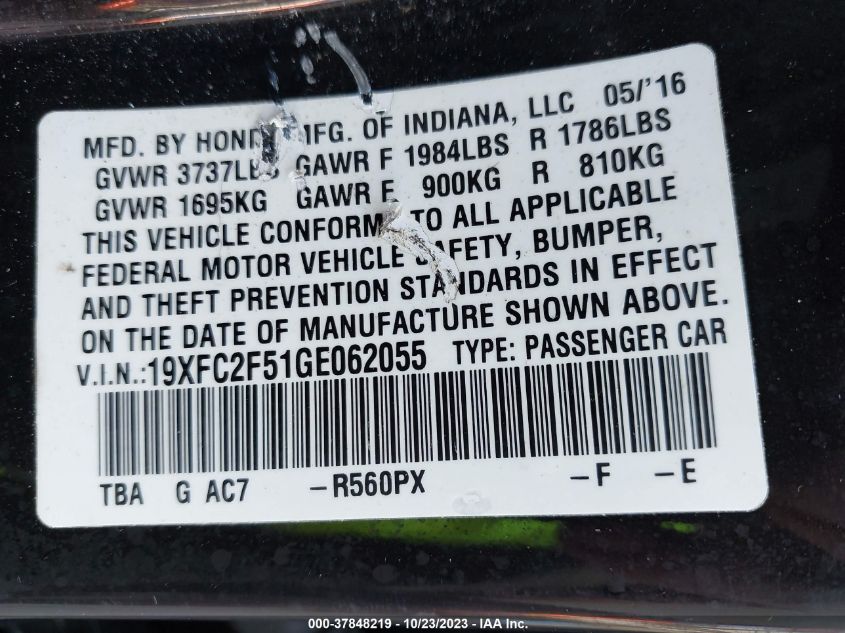 MFD. BY HONDA MFG. OF INDIANA, LLC 05/'16
GVWR 3737LBS GAWR F 1984LBS R 1786LBS
GVWR 1695KG GAWR F 900KG R 810KG
THIS VEHICLE CONFORMS TO ALL APPLICABLE
FEDERAL MOTOR VEHICLE SAFETY, BUMPER,
AND THEFT PREVENTION STANDARDS IN EFFECT
ON THE DATE OF MANUFACTURE SHOWN ABOVE.
V.I.N.:19XFC2F51GE062055 TYPE: PASSENGER CAR
TBA G AC7 –R560PX –F –E
000-37848219 - 10/23/2023 - IAA Inc.